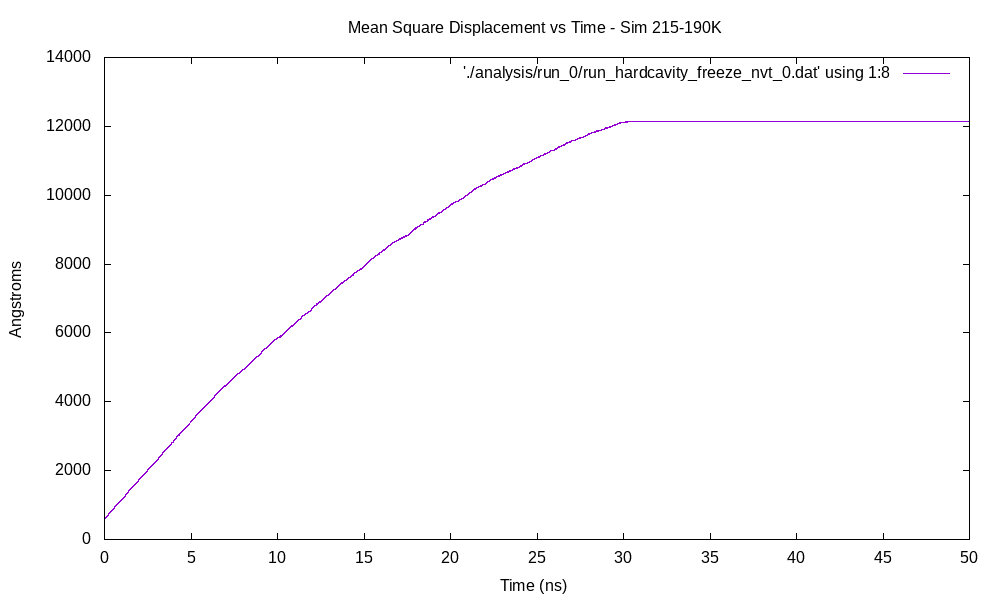 Mean Square Displacement vs Time - Sim 215-190K
'./analysis/run_0/run_hardcavity_freeze_nvt_0.dat' using 1:8
14000
12000
10000
8000
6000
4000
2000
0
Angstroms
0 5 10 15 20 25 30 35 40 45 50
Time (ns)